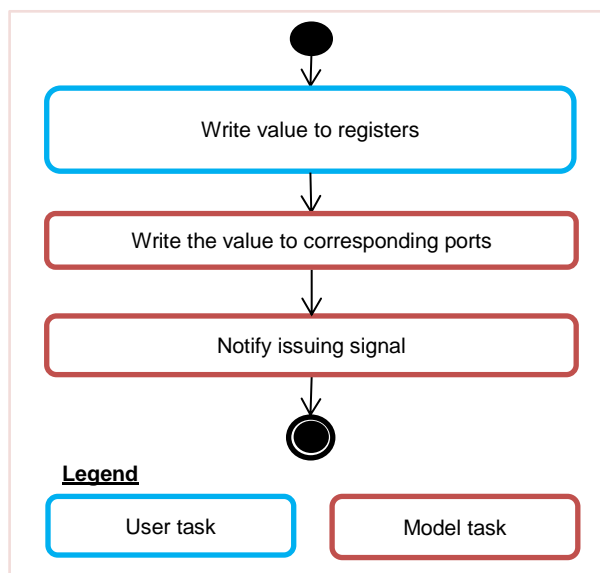 Write value to registers
Write the value to corresponding ports
Notify issuing signal
Legend
User task
Model task